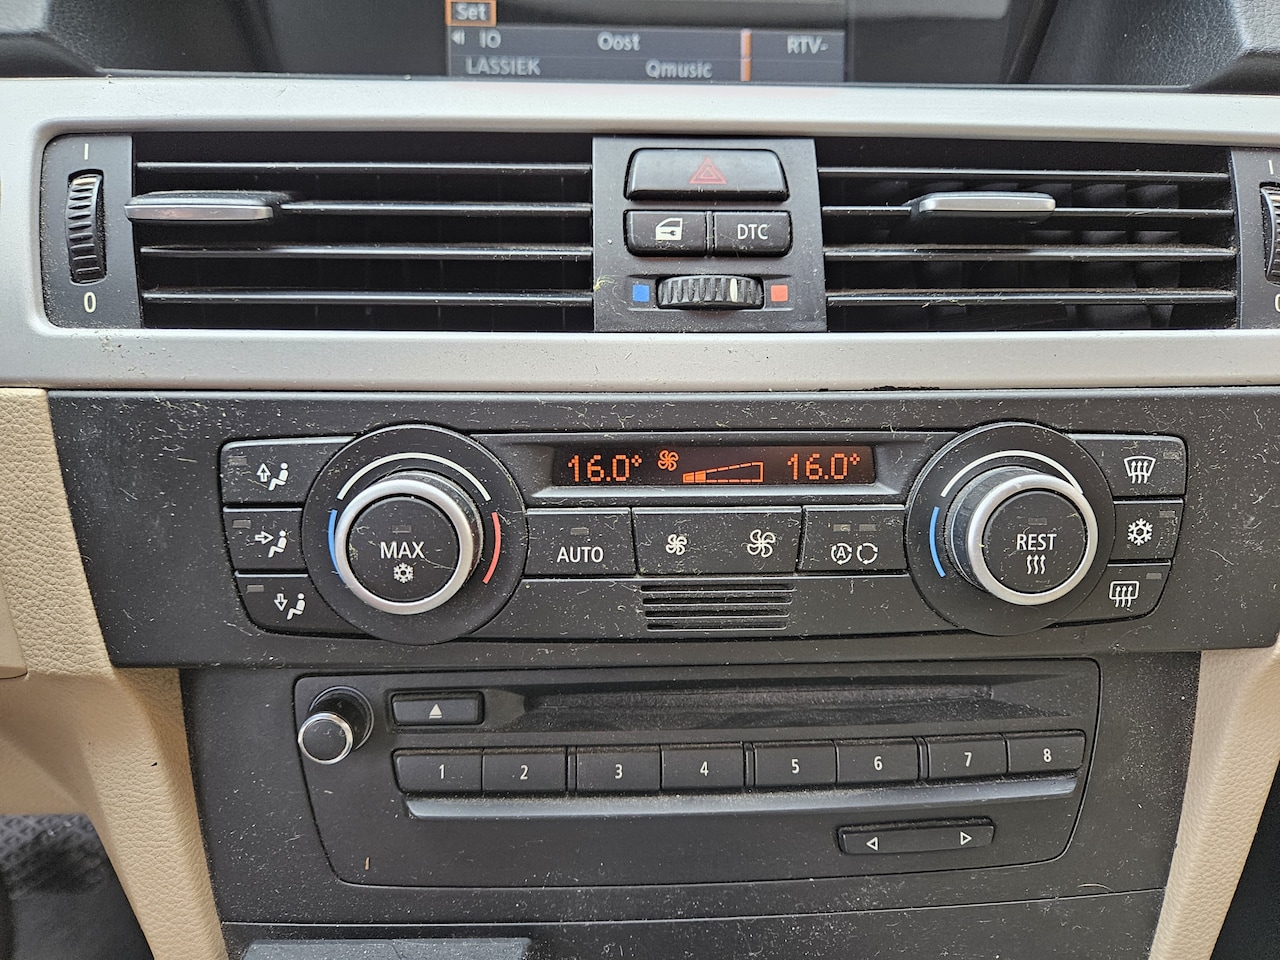 Set
IO Oost RTV-
LASSIEK Qmusic
I I
DTC
0
16.0° 16.0°
MAX AUTO A REST
1 2 3 4 5 6 7 8